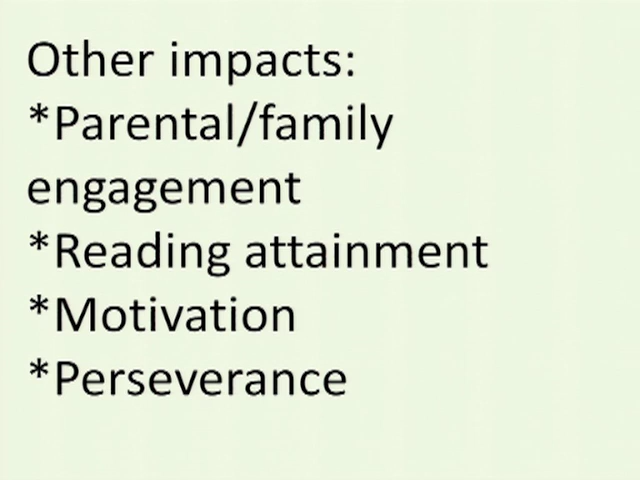 Other impacts:
*Parental/family
engagement
*Reading attainment
*Motivation
*Perseverance